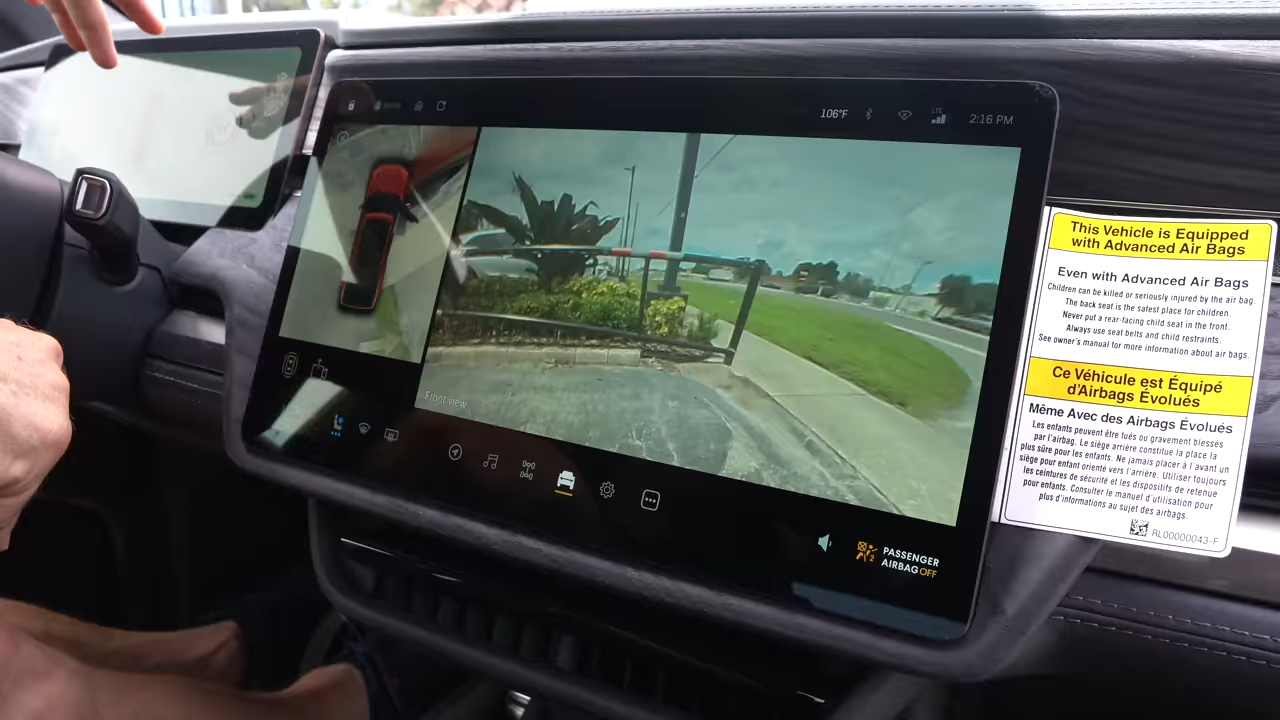 106°F
LTE
2:16 PM
Front view
PASSENGER
AIRBAG OFF
This Vehicle is Equipped
with Advanced Air Bags
Even with Advanced Air Bags
Children can be killed or seriously injured by the air bag.
The back seat is the safest place for children.
Never put a rear-facing child seat in the front.
Always use seat belts and child restraints.
See owner's manual for more information about air bags.
Ce Véhicule est Équipé
d'Airbags Évolués
Même Avec des Airbags Évolués
Les enfants peuvent être tués ou gravement blessés
par l'airbag. Le siège arrière constitue la place la
plus sûre pour les enfants. Ne jamais placer à l'avant un
siège pour enfant orienté vers l'arrière. Utiliser toujours
les ceintures de sécurité et les dispositifs de retenue
pour enfants. Consulter le manuel d'utilisation pour
plus d'informations au sujet des airbags.
RL00000043-F